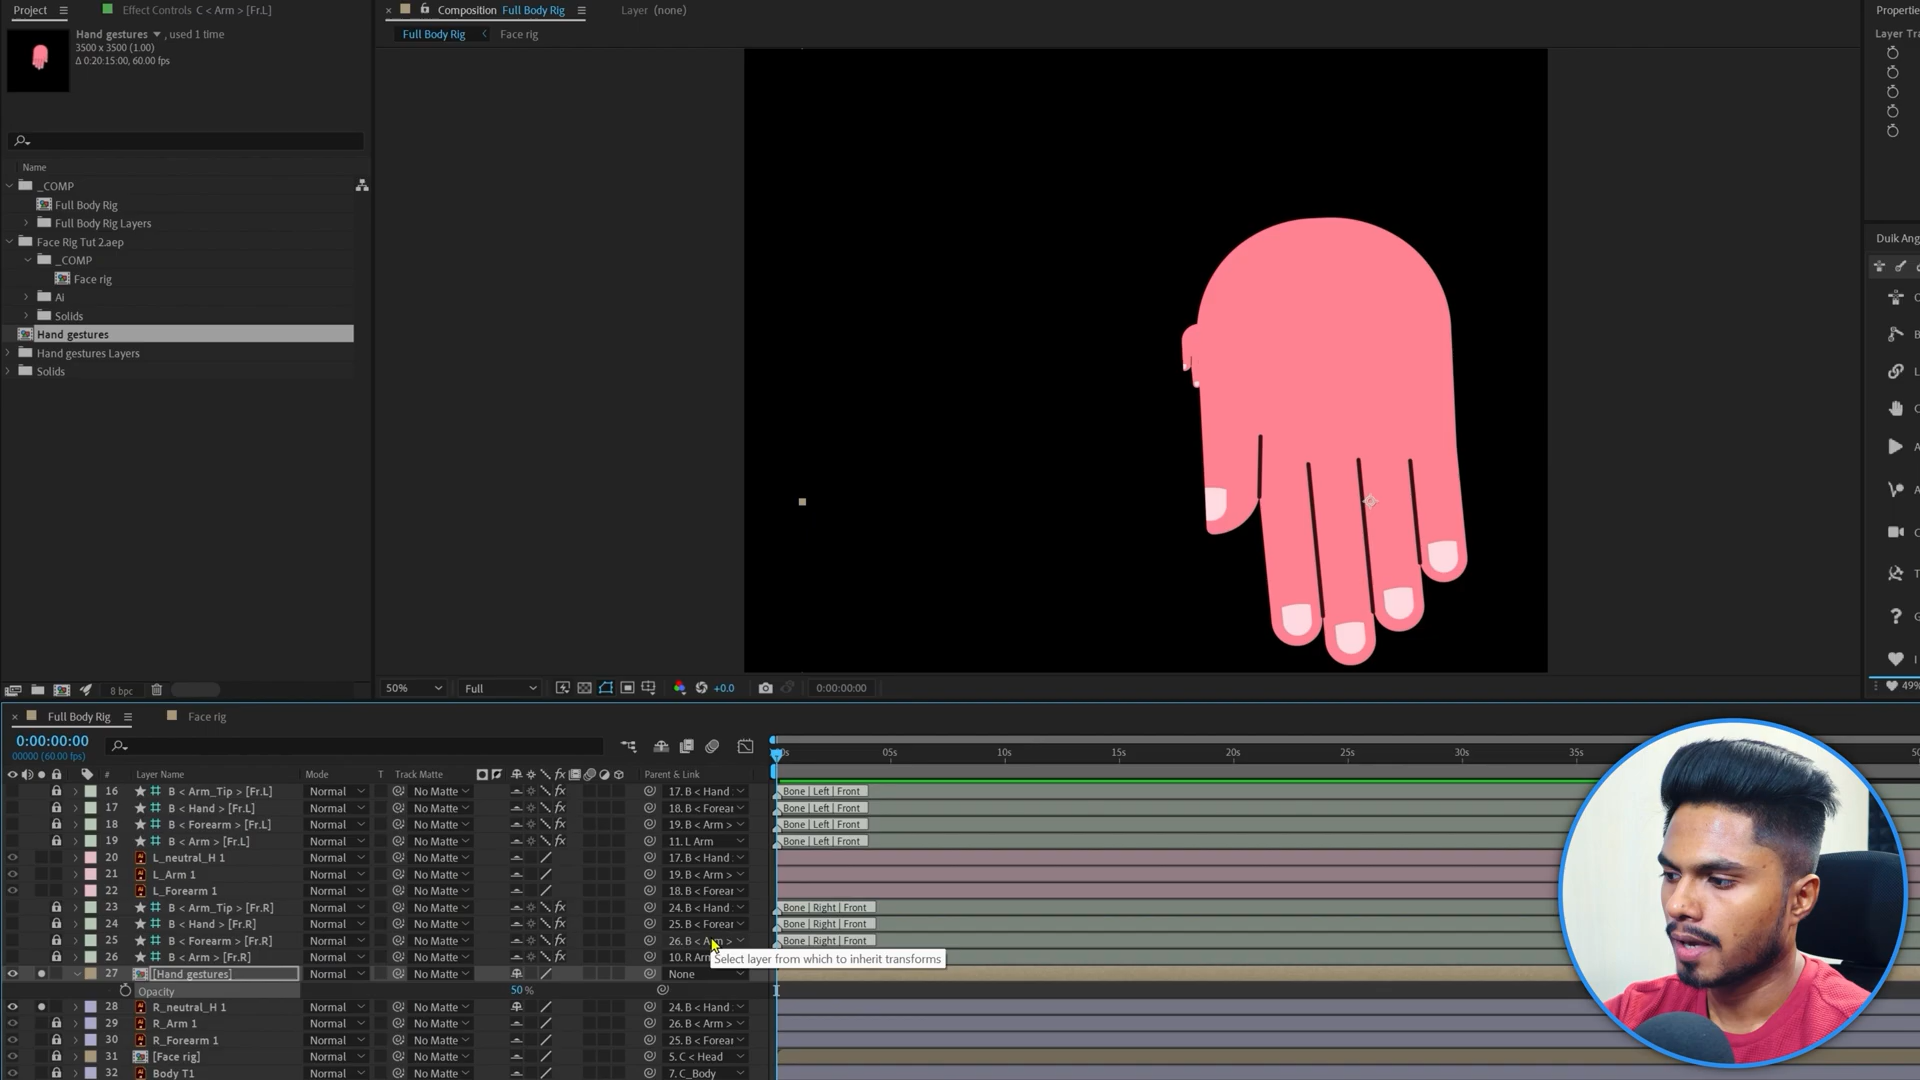 Project
Effect Controls C < Arm > [Fr.L]
Composition Full Body Rig
Layer (none)
Properti
Hand gestures , used 1 time
3500 x 3500 (1.00)
Δ 0:20:15:00, 60.00 fps
Full Body Rig
Face rig
Layer Tra
Name
_COMP
Full Body Rig
Full Body Rig Layers
Face Rig Tut 2.aep
_COMP
Face rig
Ai
Solids
Hand gestures
Hand gestures Layers
Solids
Duik Ang
8 bpc
50%
Full
+0.0
0:00:00:00
49%
Full Body Rig
Face rig
0:00:00:00
00000 (60.00 fps)
05s
10s
15s
20s
25s
30s
35s
# Layer Name Mode T Track Matte Parent & Link
16 B < Arm_Tip > [Fr.L] Normal No Matte 17. B < Hand Bone | Left | Front
17 B < Hand > [Fr.L] Normal No Matte 18. B < Forear Bone | Left | Front
18 B < Forearm > [Fr.L] Normal No Matte 19. B < Arm > Bone | Left | Front
19 B < Arm > [Fr.L] Normal No Matte 11. L Arm Bone | Left | Front
20 L_neutral_H 1 Normal No Matte 17. B < Hand
21 L_Arm 1 Normal No Matte 19. B < Arm >
22 L_Forearm 1 Normal No Matte 18. B < Forear
23 B < Arm_Tip > [Fr.R] Normal No Matte 24. B < Hand Bone | Right | Front
24 B < Hand > [Fr.R] Normal No Matte 25. B < Forear Bone | Right | Front
25 B < Forearm > [Fr.R] Normal No Matte 26. B < Arm > Bone | Right | Front
26 B < Arm > [Fr.R] Normal No Matte 10. R Arm
Select layer from which to inherit transforms
27 [Hand gestures] Normal No Matte None
Opacity 50 %
28 R_neutral_H 1 Normal No Matte 24. B < Hand
29 R_Arm 1 Normal No Matte 26. B < Arm >
30 R_Forearm 1 Normal No Matte 25. B < Forear
31 [Face rig] Normal No Matte 5. C < Head
32 Body T1 Normal No Matte 7. C_Body